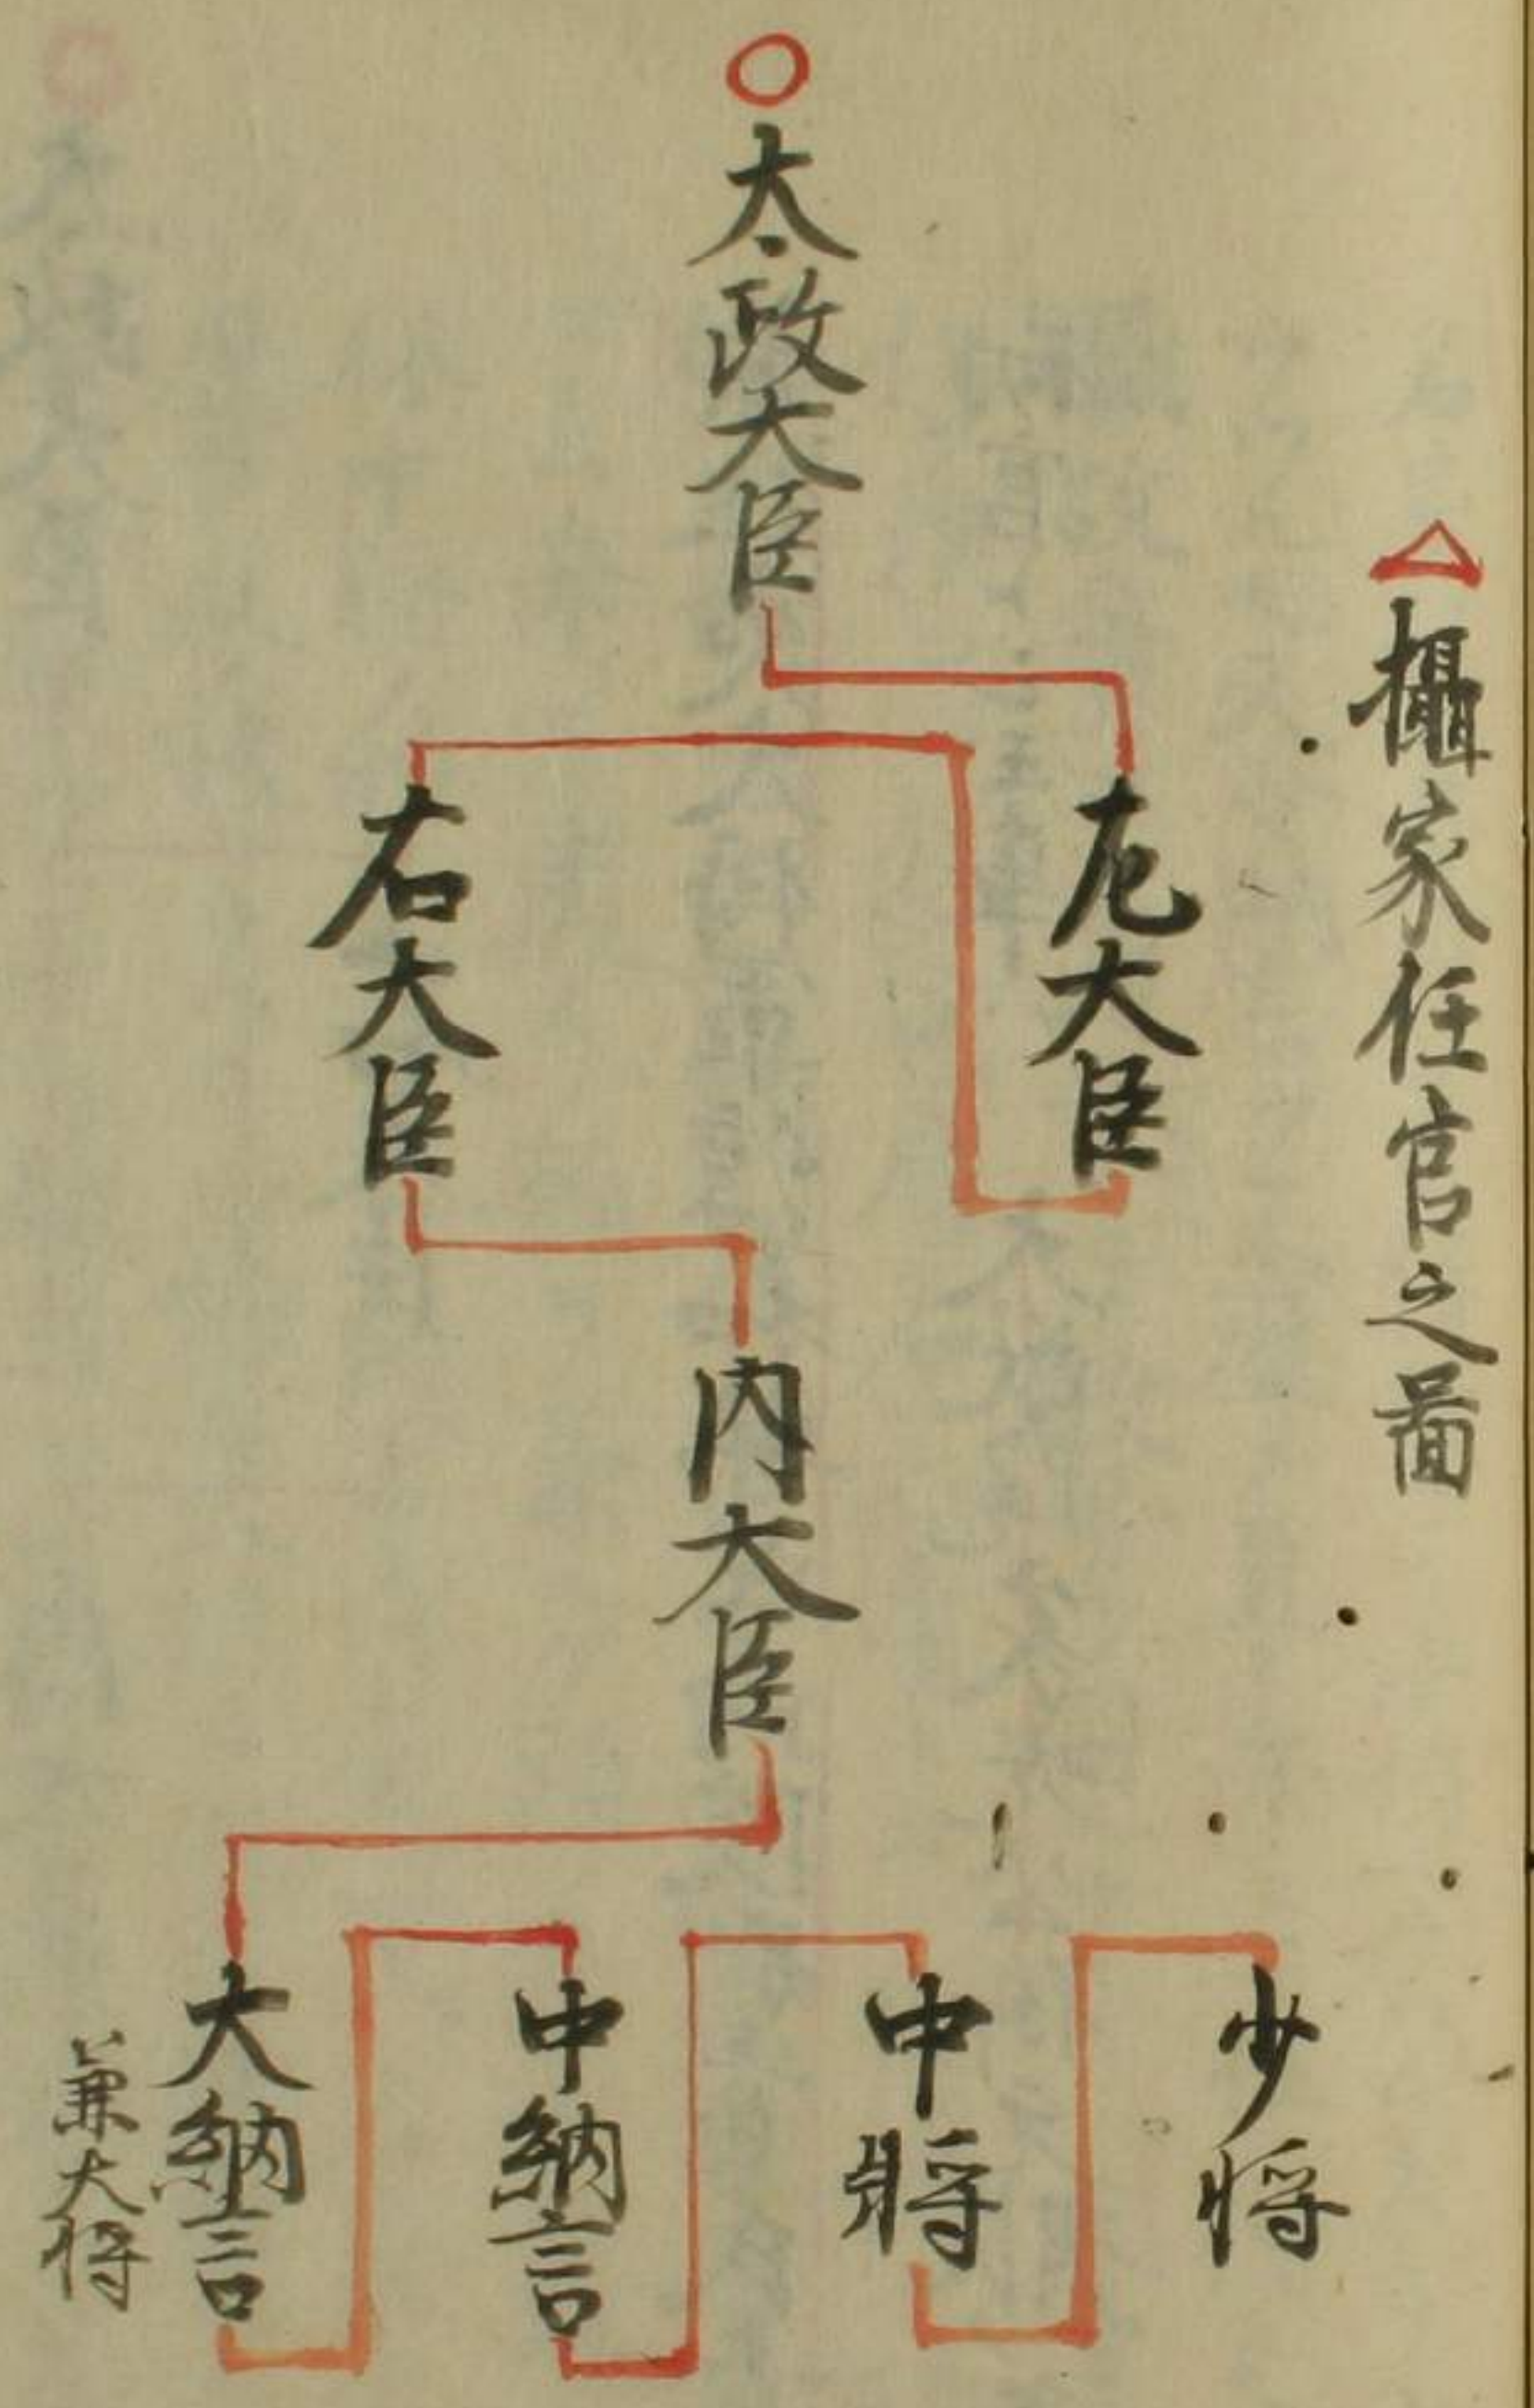 △攝家任官之啚
○太政大臣
左大臣
右大臣
内大臣
少将
中将
中納言
大納言
兼大将